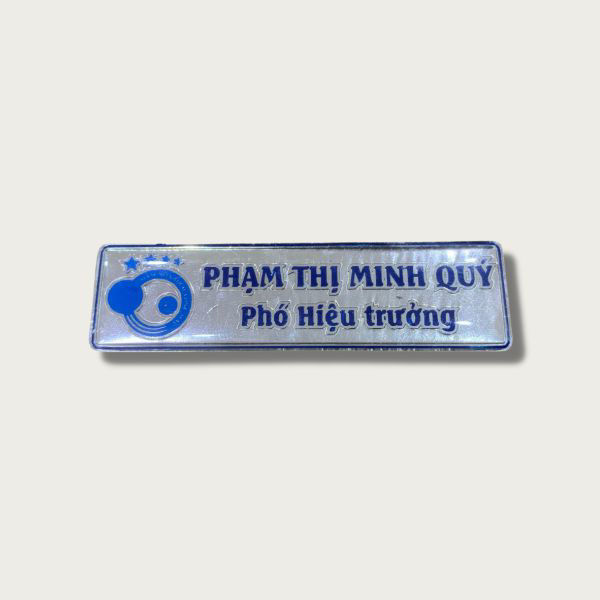 PHẠM THỊ MINH QUÝ
Phó Hiệu trưởng